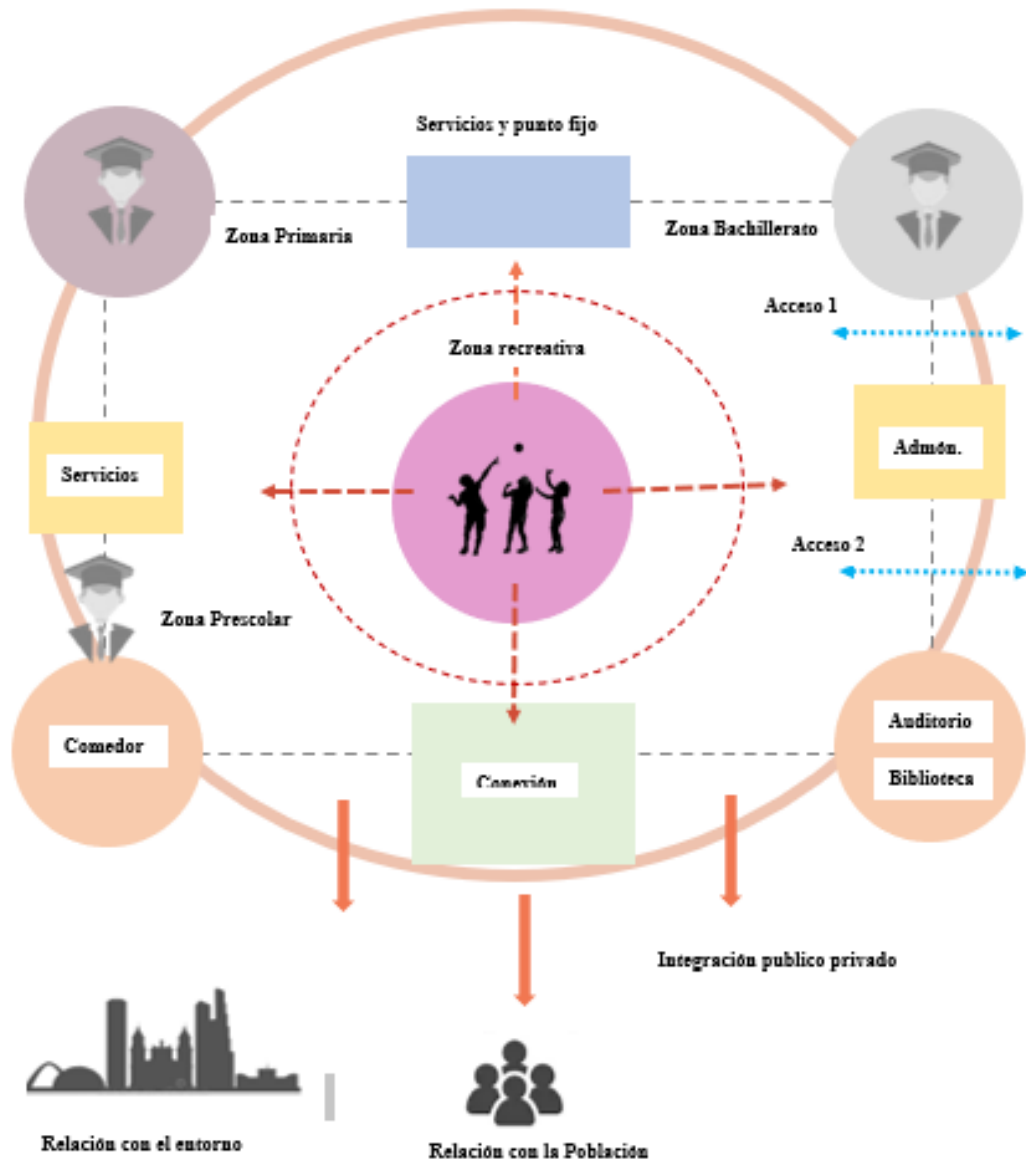 Servicios y punto fijo
Zona Primaria
Zona Bachillerato
Acceso 1
Zona recreativa
Servicios
Admón.
Acceso 2
Zona Prescolar
Comedor
Conexión
Auditorio
Biblioteca
Integración publico privado
Relación con el entorno
Relación con la Población